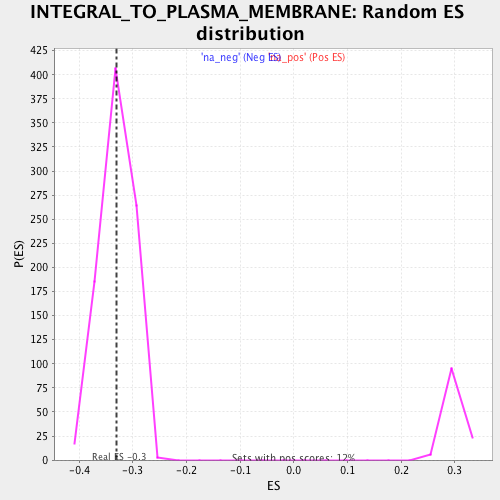 INTEGRAL_TO_PLASMA_MEMBRANE: Random ES
distribution
'na_neg' (Neg ES)
'na_pos' (Pos ES)
P(ES)
425
400
375
350
325
300
275
250
225
200
175
150
125
100
75
50
25
0
Real ES -0.3
Sets with pos scores: 12%
-0.4 -0.3 -0.2 -0.1 0.0 0.1 0.2 0.3
ES